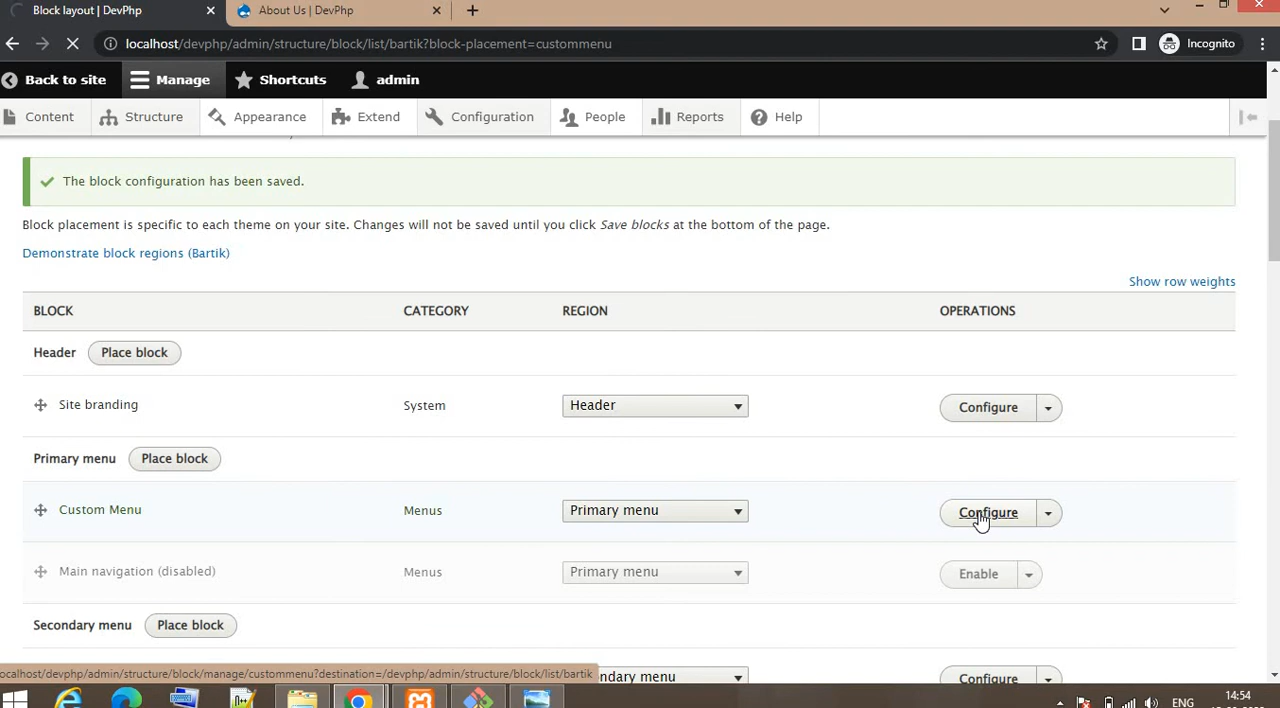 Block layout | DevPhp
About Us | DevPhp
localhost/devphp/admin/structure/block/list/bartik?block-placement=custommenu
Incognito
Back to site
Manage
Shortcuts
admin
Content
Structure
Appearance
Extend
Configuration
People
Reports
Help
The block configuration has been saved.
Block placement is specific to each theme on your site. Changes will not be saved until you click Save blocks at the bottom of the page.
Demonstrate block regions (Bartik)
Show row weights
BLOCK CATEGORY REGION OPERATIONS
Header Place block
Site branding System Header Configure
Primary menu Place block
Custom Menu Menus Primary menu Configure
Main navigation (disabled) Menus Primary menu Enable
Secondary menu Place block
ocalhost/devphp/admin/structure/block/manage/custommenu?destination=/devphp/admin/structure/block/list/bartik
ndary menu Configure
ENG
14:54